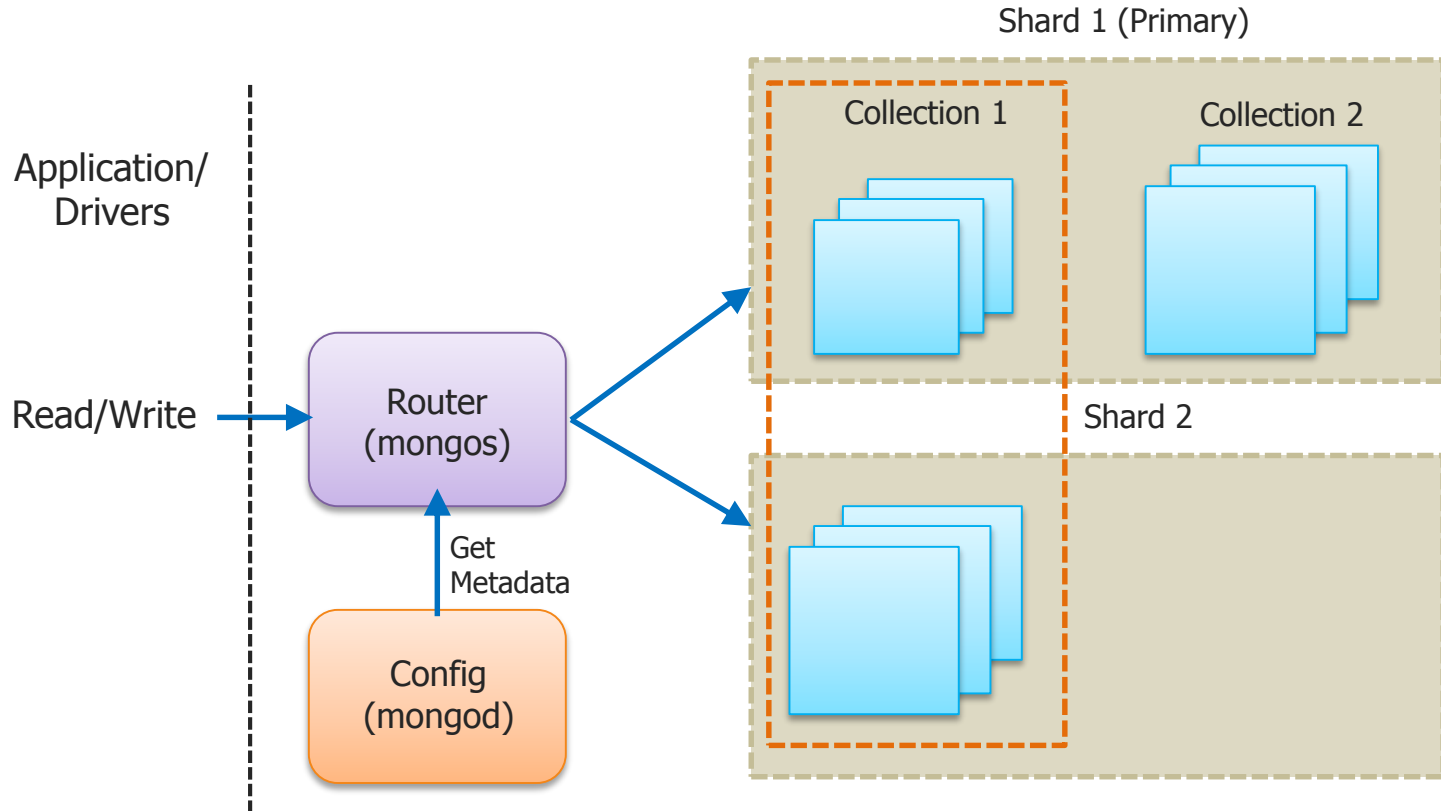 Shard 1 (Primary)
Collection 1
Collection 2
Application/
Drivers
Read/Write
Router
(mongos)
Shard 2
Get
Metadata
Config
(mongod)